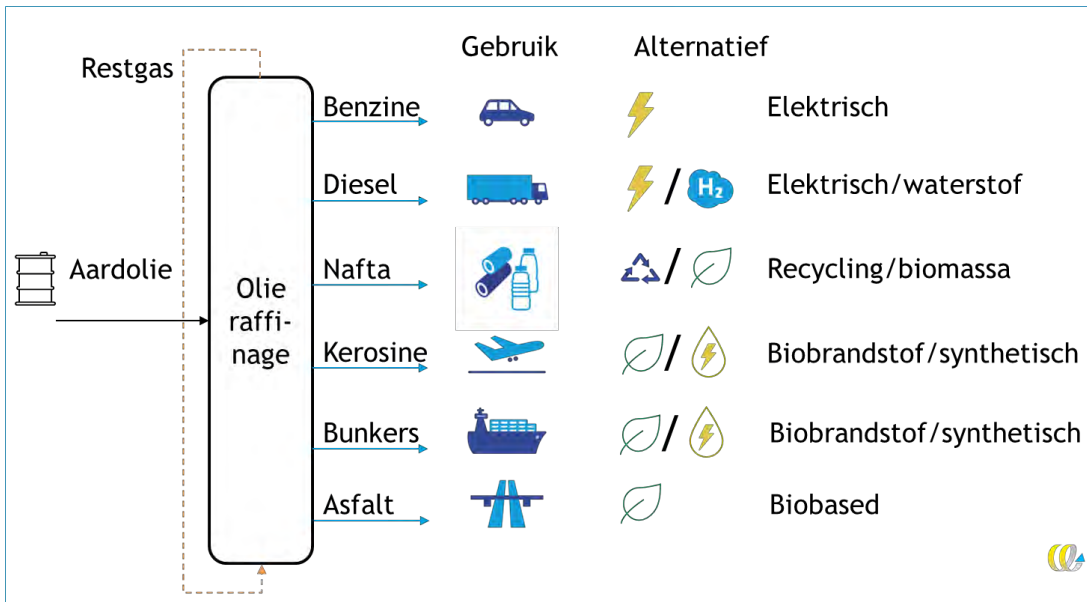 Gebruik Alternatief
Restgas
Benzine Elektrisch
Diesel H₂ Elektrisch/waterstof
Aardolie
Nafta Recycling/biomassa
Olie
raffi-
nage
Kerosine Biobrandstof/synthetisch
Bunkers Biobrandstof/synthetisch
Asfalt Biobased